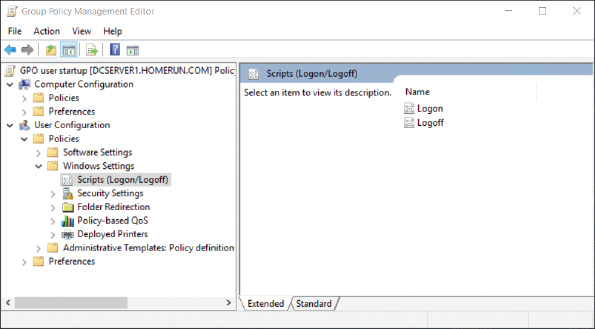 Group Policy Management Editor
File Action View Help
GPO user startup [DCSERVER1.HOMERUN.COM] Policy
Computer Configuration
Policies
Preferences
User Configuration
Policies
Software Settings
Windows Settings
Scripts (Logon/Logoff)
Security Settings
Folder Redirection
Policy-based QoS
Deployed Printers
Administrative Templates: Policy definition
Preferences
Scripts (Logon/Logoff)
Select an item to view its description.
Name
Logon
Logoff
Extended Standard